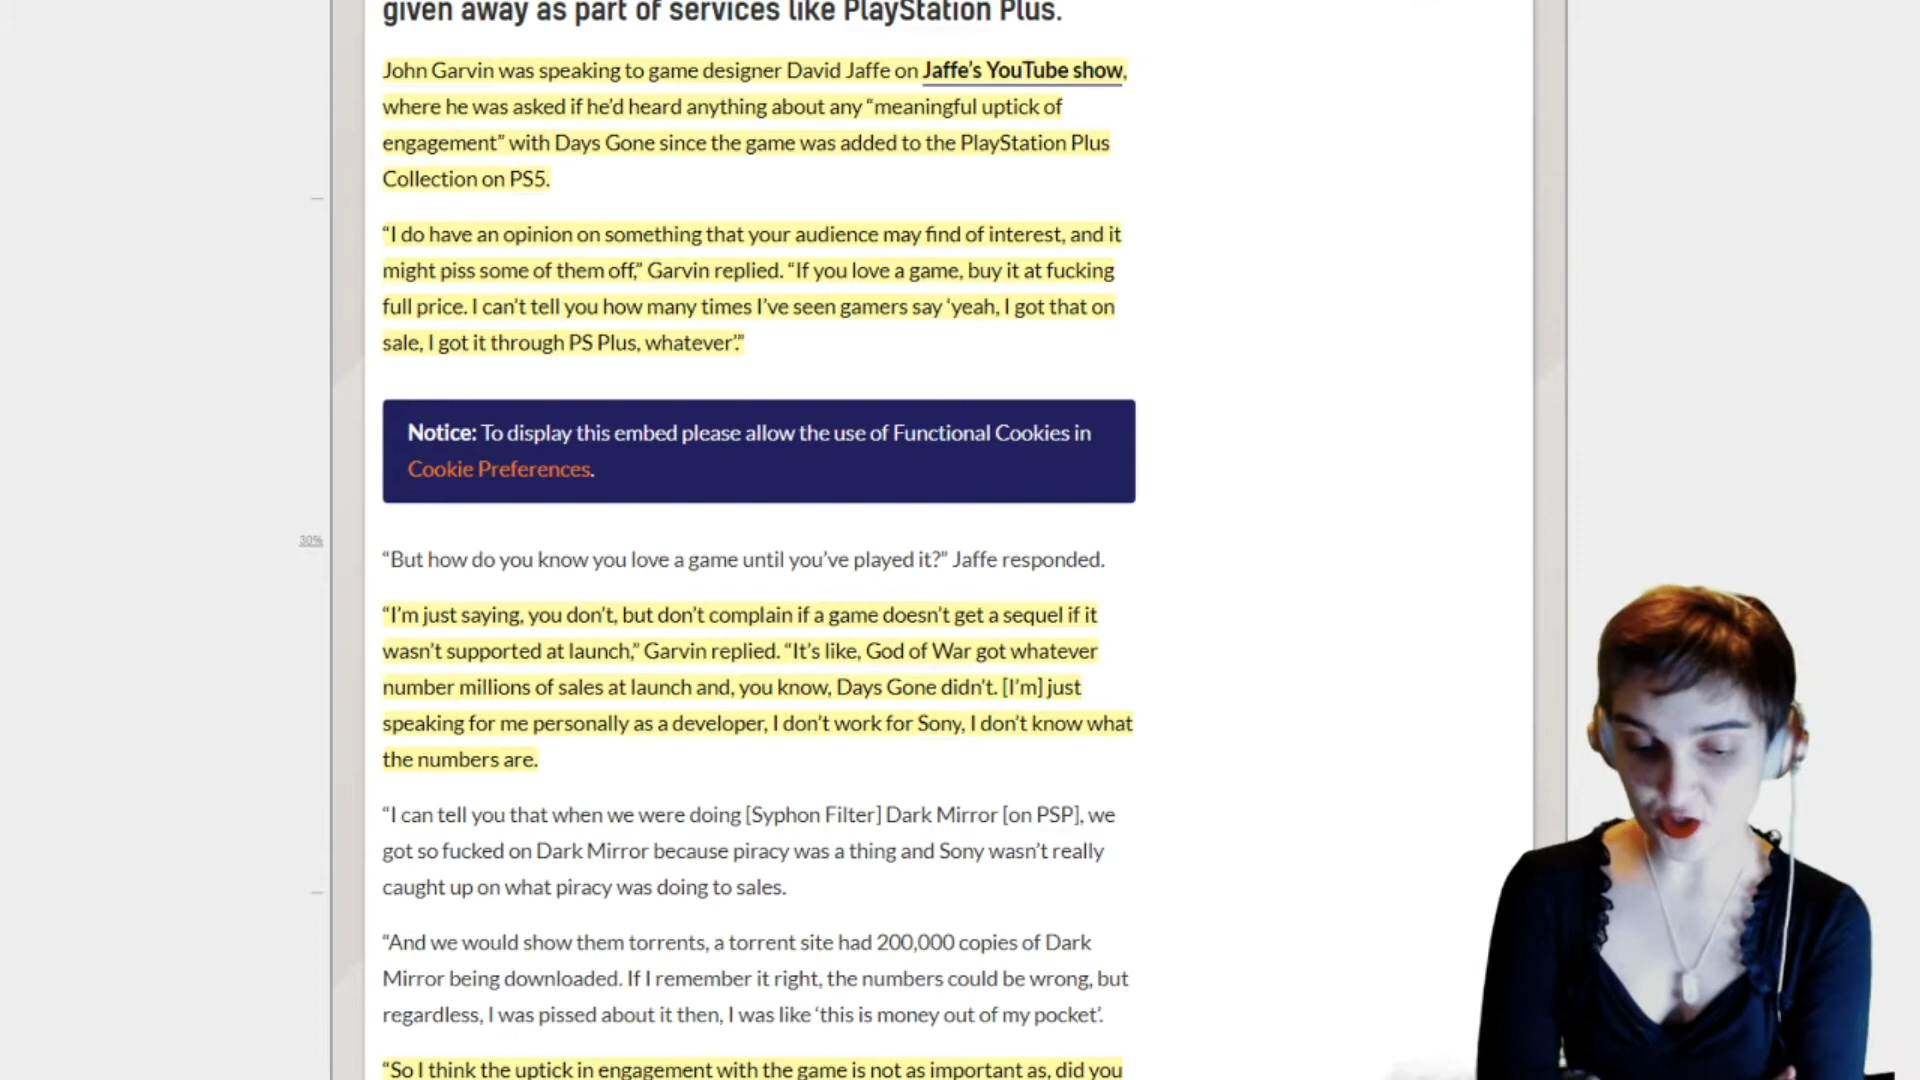 given away as part of services like PlayStation Plus.
John Garvin was speaking to game designer David Jaffe on Jaffe’s YouTube show,
where he was asked if he’d heard anything about any “meaningful uptick of
engagement” with Days Gone since the game was added to the PlayStation Plus
Collection on PS5.
“I do have an opinion on something that your audience may find of interest, and it
might piss some of them off,” Garvin replied. “If you love a game, buy it at fucking
full price. I can’t tell you how many times I’ve seen gamers say ‘yeah, I got that on
sale, I got it through PS Plus, whatever’.”
Notice: To display this embed please allow the use of Functional Cookies in
Cookie Preferences.
30%
“But how do you know you love a game until you’ve played it?” Jaffe responded.
“I’m just saying, you don’t, but don’t complain if a game doesn’t get a sequel if it
wasn’t supported at launch,” Garvin replied. “It’s like, God of War got whatever
number millions of sales at launch and, you know, Days Gone didn’t. [I’m] just
speaking for me personally as a developer, I don’t work for Sony, I don’t know what
the numbers are.
“I can tell you that when we were doing [Syphon Filter] Dark Mirror [on PSP], we
got so fucked on Dark Mirror because piracy was a thing and Sony wasn’t really
caught up on what piracy was doing to sales.
“And we would show them torrents, a torrent site had 200,000 copies of Dark
Mirror being downloaded. If I remember it right, the numbers could be wrong, but
regardless, I was pissed about it then, I was like ‘this is money out of my pocket’.
“So I think the uptick in engagement with the game is not as important as, did you